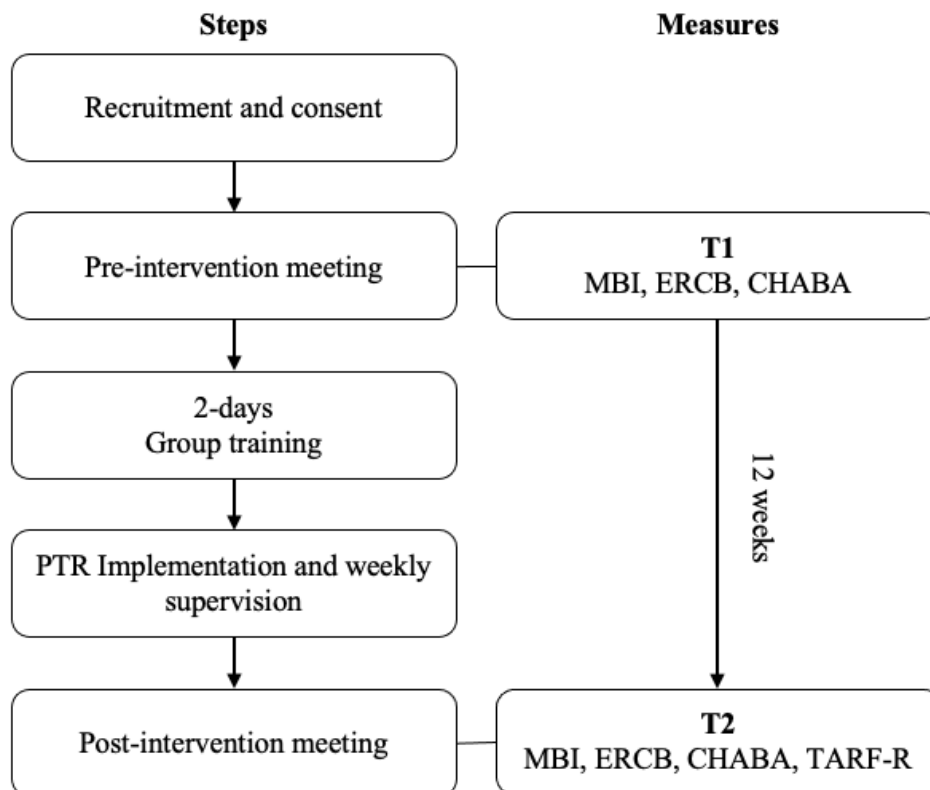 Steps
Measures
Recruitment and consent
Pre-intervention meeting
T1
MBI, ERCB, CHABA
2-days
Group training
12 weeks
PTR Implementation and weekly
supervision
Post-intervention meeting
T2
MBI, ERCB, CHABA, TARF-R